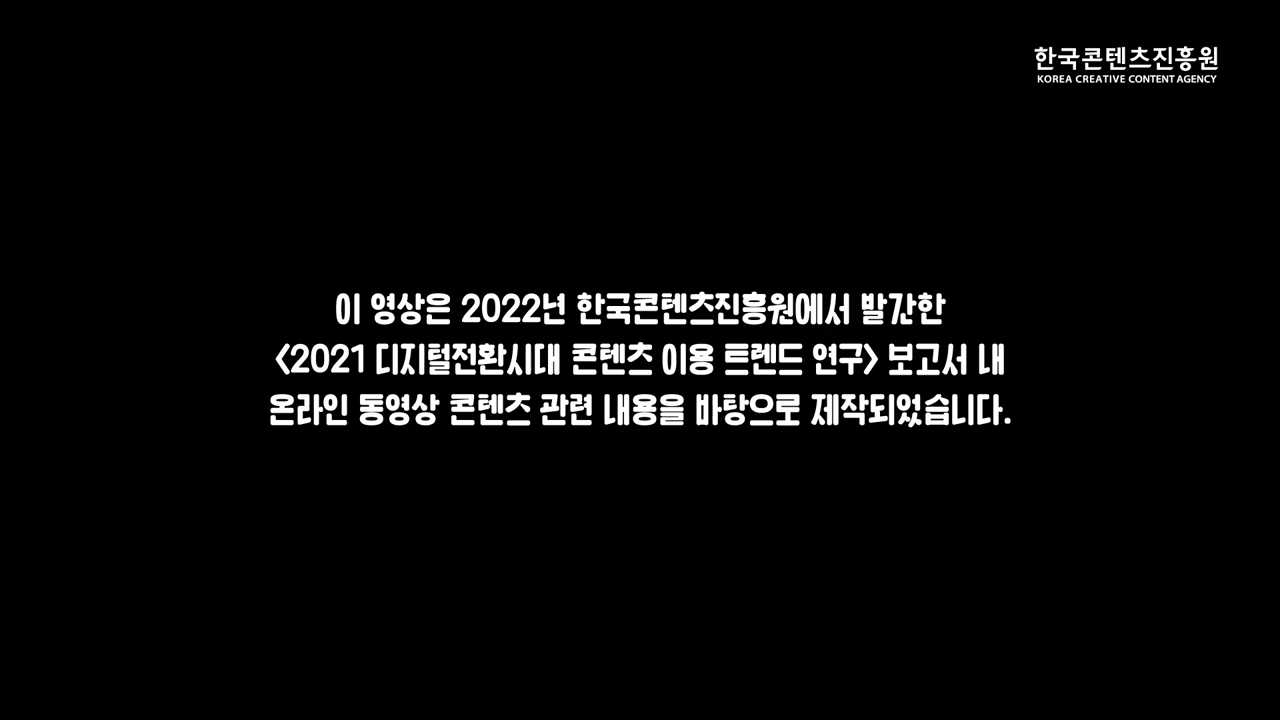 한국콘텐츠진흥원
KOREA CREATIVE CONTENT AGENCY
이 영상은 2022년 한국콘텐츠진흥원에서 발간한
<2021 디지털전환시대 콘텐츠 이용 트렌드 연구> 보고서 내
온라인 동영상 콘텐츠 관련 내용을 바탕으로 제작되었습니다.